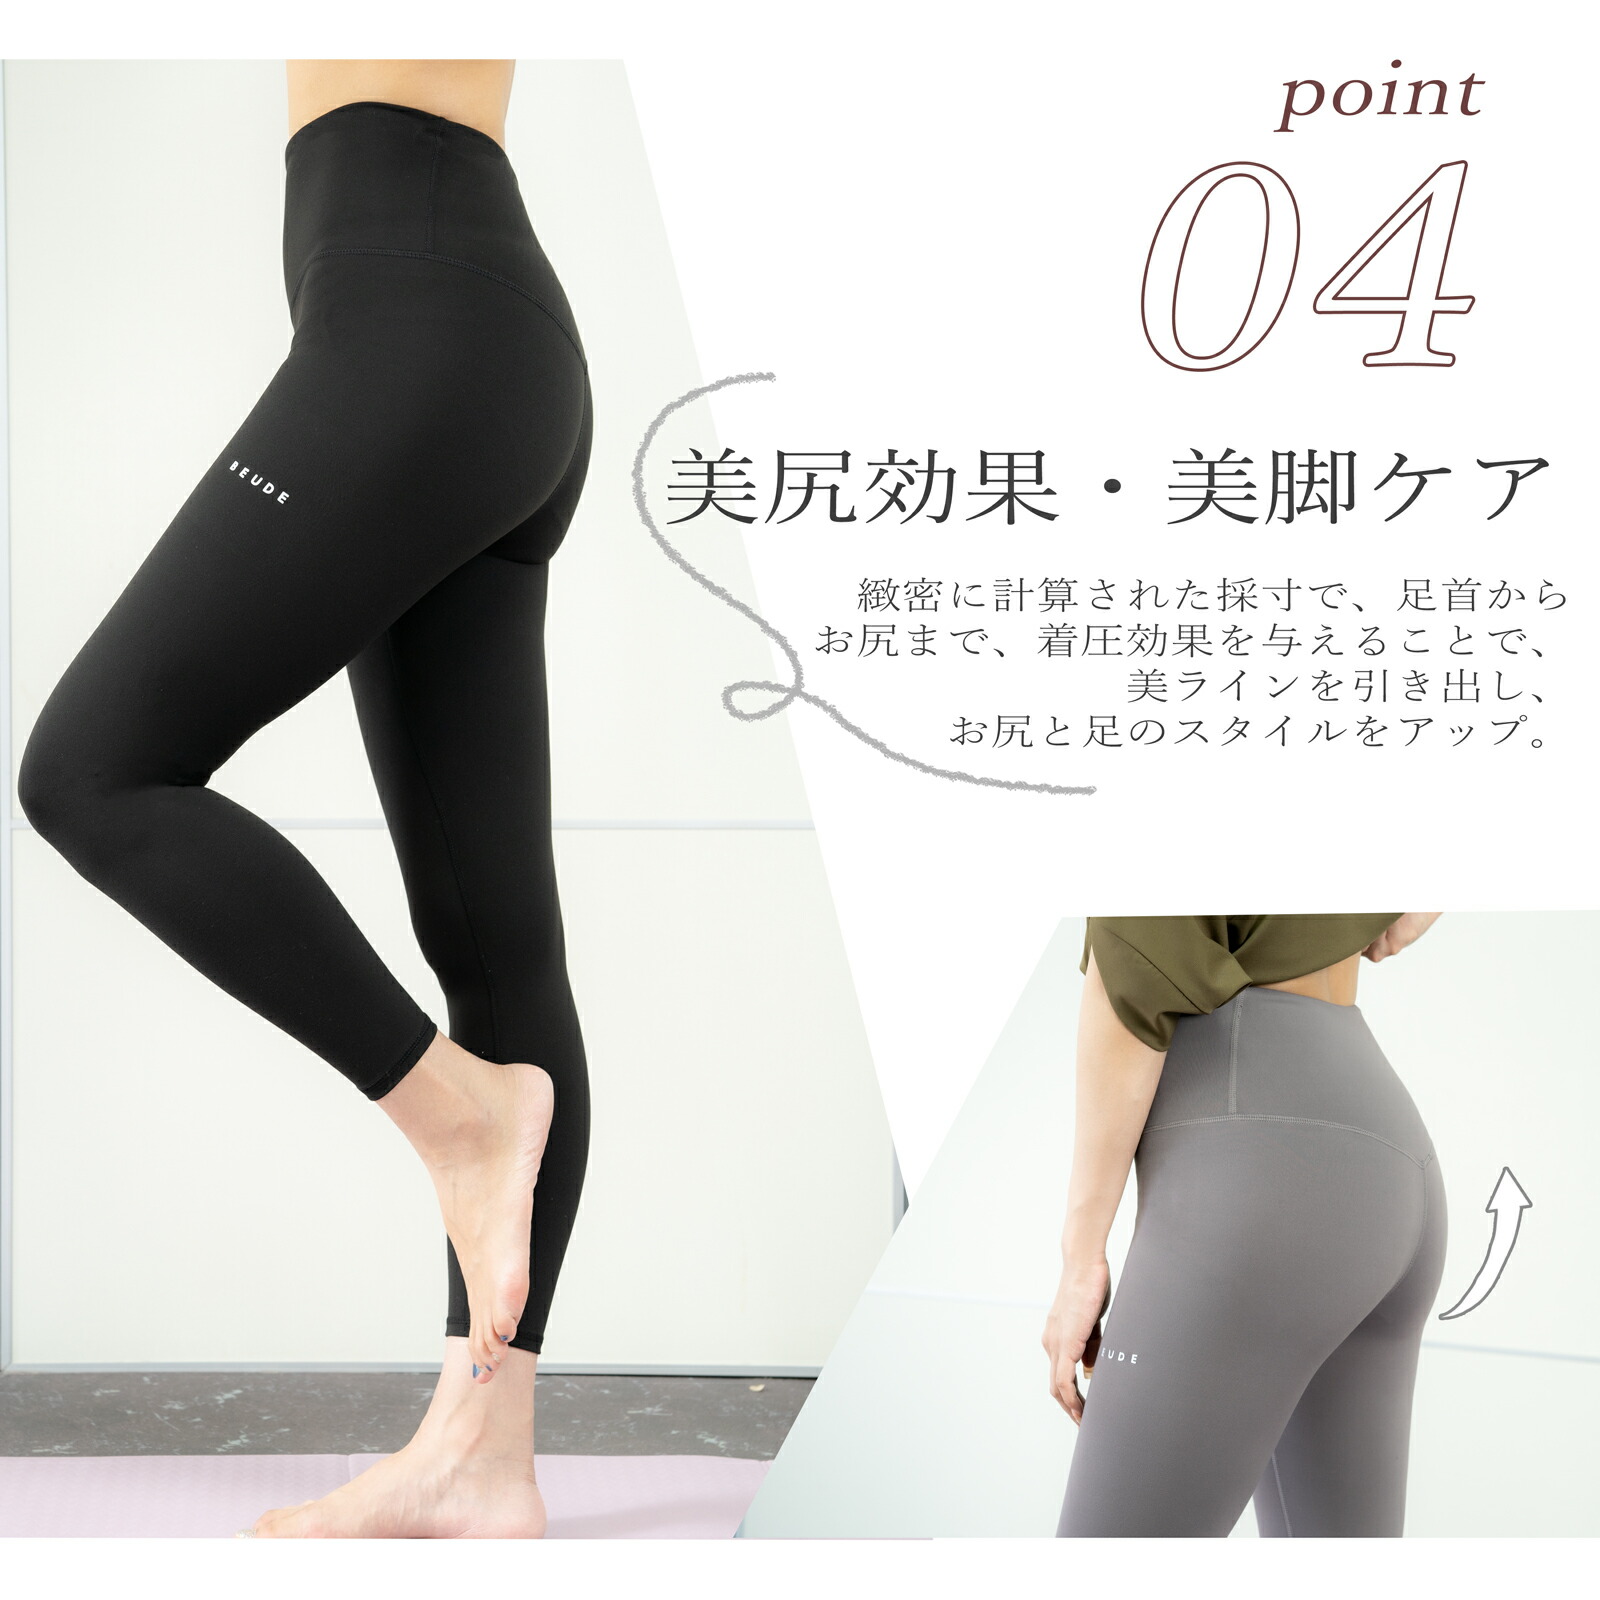 point
04
美尻効果・美脚ケア
緻密に計算された採寸で、足首から
お尻まで、着圧効果を与えることで、
美ラインを引き出し、
お尻と足のスタイルをアップ。
BEUDE
EUDE